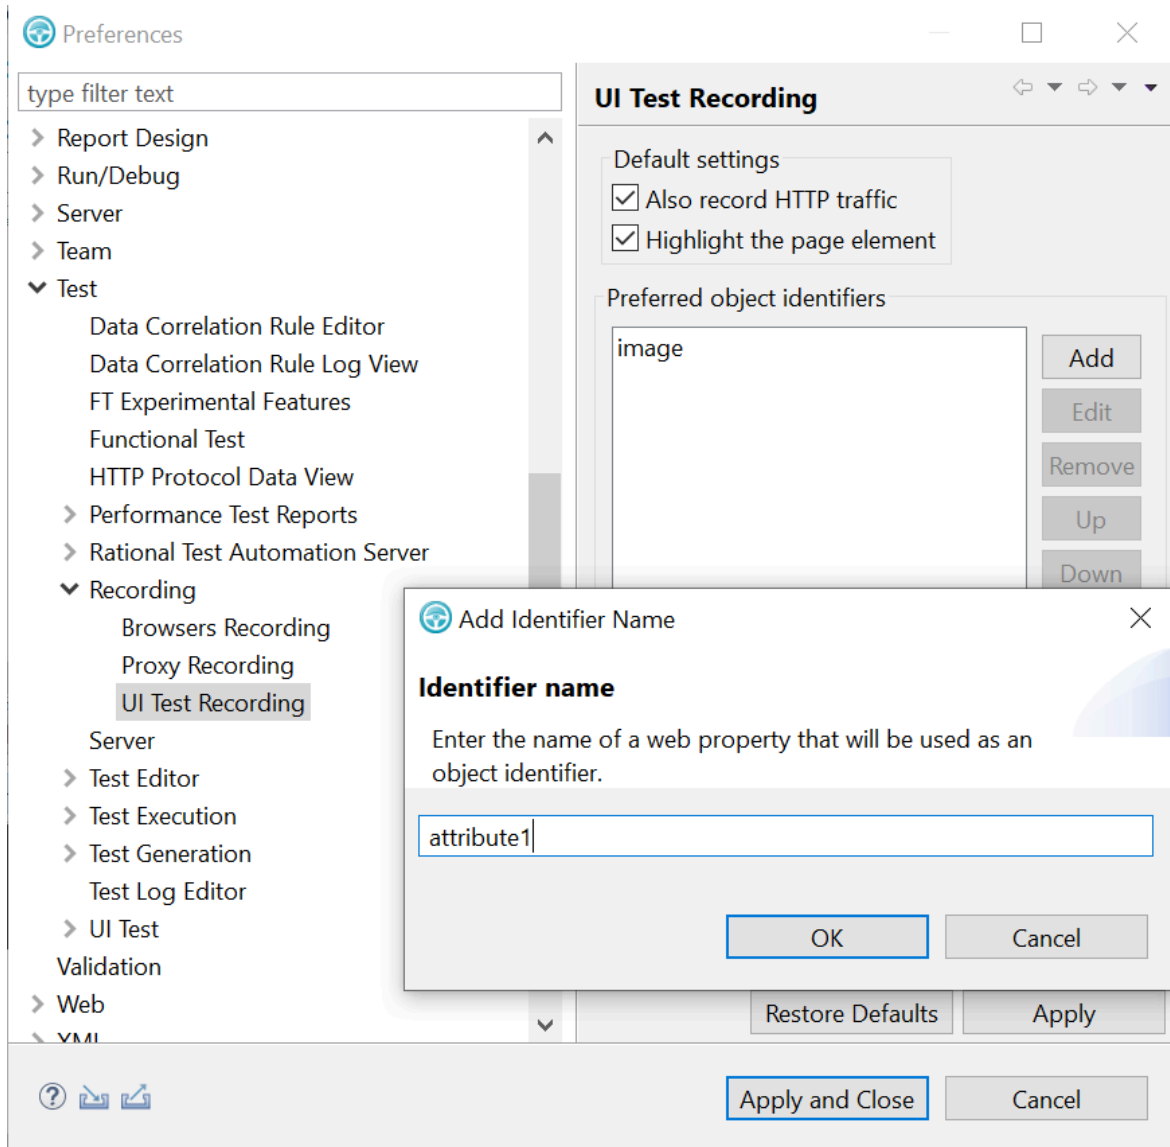 Preferences
type filter text
Report Design
Run/Debug
Server
Team
Test
Data Correlation Rule Editor
Data Correlation Rule Log View
FT Experimental Features
Functional Test
HTTP Protocol Data View
Performance Test Reports
Rational Test Automation Server
Recording
Browsers Recording
Proxy Recording
UI Test Recording
Server
Test Editor
Test Execution
Test Generation
Test Log Editor
UI Test
Validation
Web
XML
UI Test Recording
Default settings
Also record HTTP traffic
Highlight the page element
Preferred object identifiers
image
Add
Edit
Remove
Up
Down
Add Identifier Name
Identifier name
Enter the name of a web property that will be used as an
object identifier.
attribute1
OK
Cancel
Restore Defaults
Apply
Apply and Close
Cancel